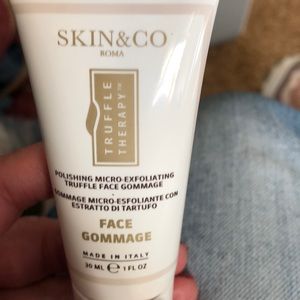 SKIN&CO
ROMA
TRUFFLE
THERAPY™
POLISHING MICRO-EXFOLIATING
TRUFFLE FACE GOMMAGE
GOMMAGE MICRO-ESFOLIANTE CON
ESTRATTO DI TARTUFO
FACE
GOMMAGE
MADE IN ITALY
30 ML ℮ 1 FL OZ